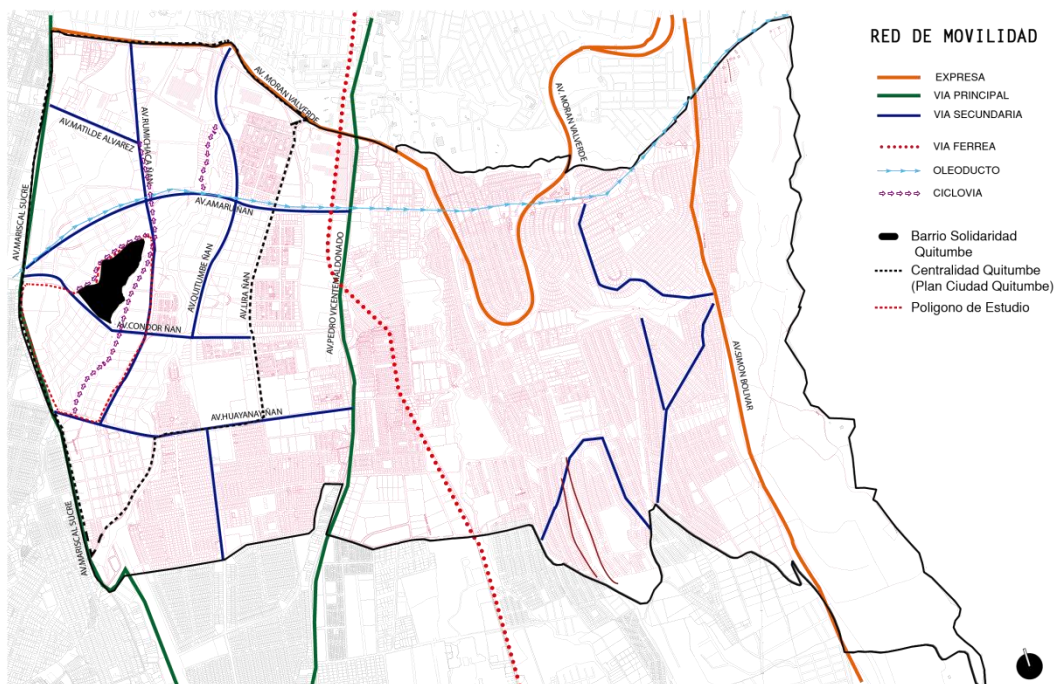 RED DE MOVILIDAD
EXPRESA
VIA PRINCIPAL
VIA SECUNDARIA
VIA FERREA
OLEODUCTO
CICLOVIA
Barrio Solidaridad
Quitumbe
Centralidad Quitumbe
(Plan Ciudad Quitumbe)
Poligono de Estudio
AV. MORAN VALVERDE
AV. MORAN VALVERDE
AV.MATILDE ALVAREZ
AV.RUMICHACA ÑAN
AV.MARISCAL SUCRE
AV.AMARU ÑAN
AV.QUITUMBE ÑAN
AV.LIRA ÑAN
AV.PEDRO VICENTE MALDONADO
AV.CONDOR ÑAN
AV.HUAYANAY ÑAN
AV.SIMON BOLIVAR
AV.MARISCAL SUCRE